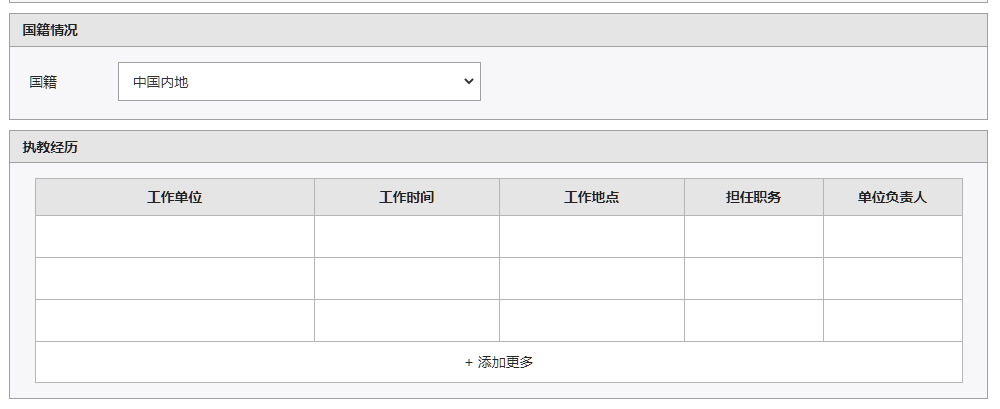 国籍情况
国籍 中国内地
执教经历
工作单位 工作时间 工作地点 担任职务 单位负责人
+ 添加更多